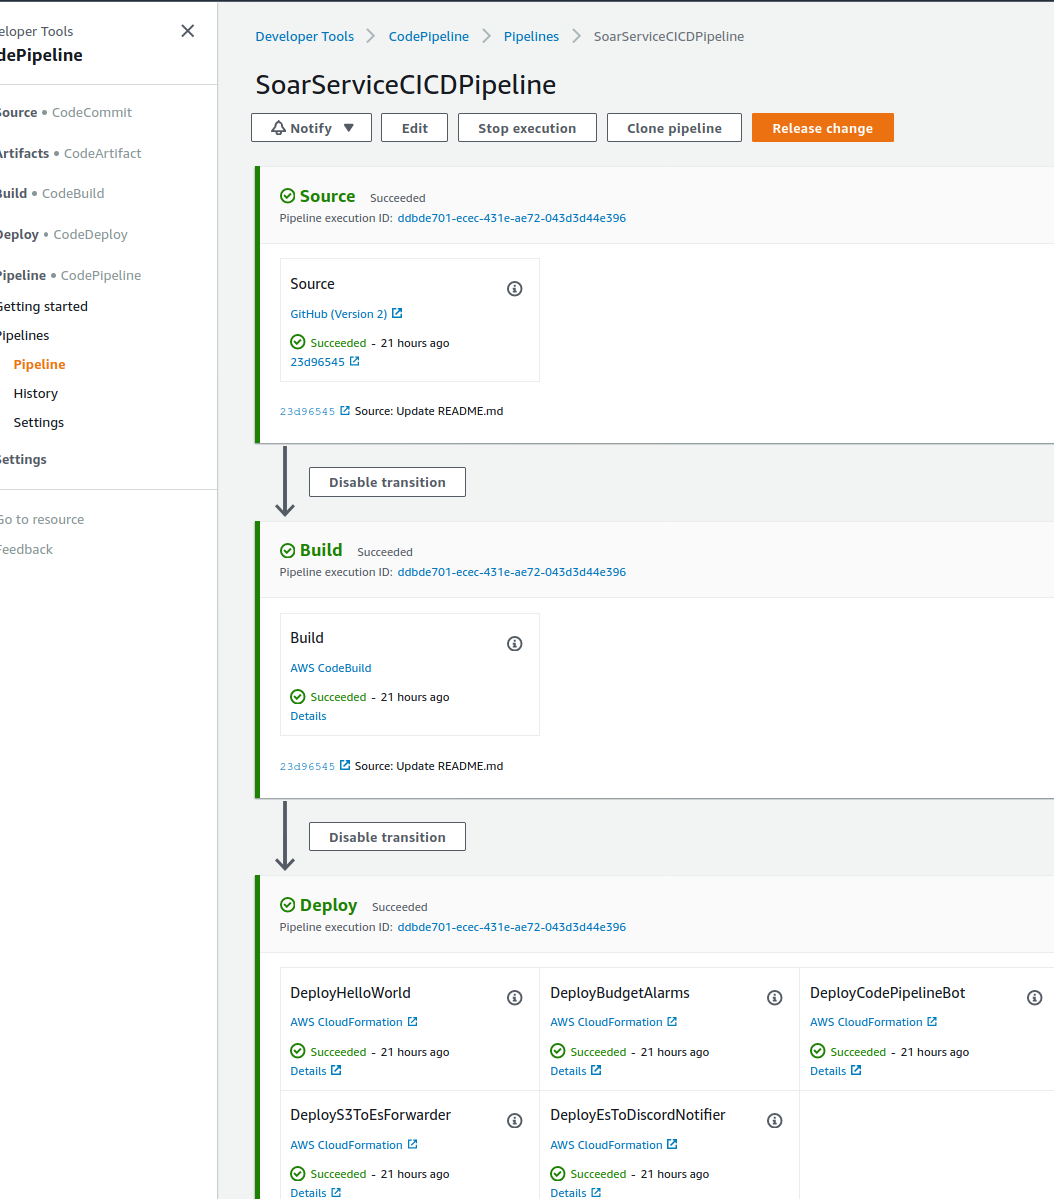 eloper Tools
dePipeline
Source • CodeCommit
Artifacts • CodeArtifact
Build • CodeBuild
Deploy • CodeDeploy
Pipeline • CodePipeline
Getting started
Pipelines
Pipeline
History
Settings
Settings
Go to resource
Feedback
Developer Tools > CodePipeline > Pipelines > SoarServiceCICDPipeline
SoarServiceCICDPipeline
Notify ▼ Edit Stop execution Clone pipeline Release change
Source Succeeded
Pipeline execution ID: ddbde701-ecec-431e-ae72-043d3d44e396
Source
GitHub (Version 2)
Succeeded - 21 hours ago
23d96545
23d96545 Source: Update README.md
Disable transition
Build Succeeded
Pipeline execution ID: ddbde701-ecec-431e-ae72-043d3d44e396
Build
AWS CodeBuild
Succeeded - 21 hours ago
Details
23d96545 Source: Update README.md
Disable transition
Deploy Succeeded
Pipeline execution ID: ddbde701-ecec-431e-ae72-043d3d44e396
DeployHelloWorld
AWS CloudFormation
Succeeded - 21 hours ago
Details
DeployBudgetAlarms
AWS CloudFormation
Succeeded - 21 hours ago
Details
DeployCodePipelineBot
AWS CloudFormation
Succeeded - 21 hours ago
Details
DeployS3ToEsForwarder
AWS CloudFormation
Succeeded - 21 hours ago
Details
DeployEsToDiscordNotifier
AWS CloudFormation
Succeeded - 21 hours ago
Details